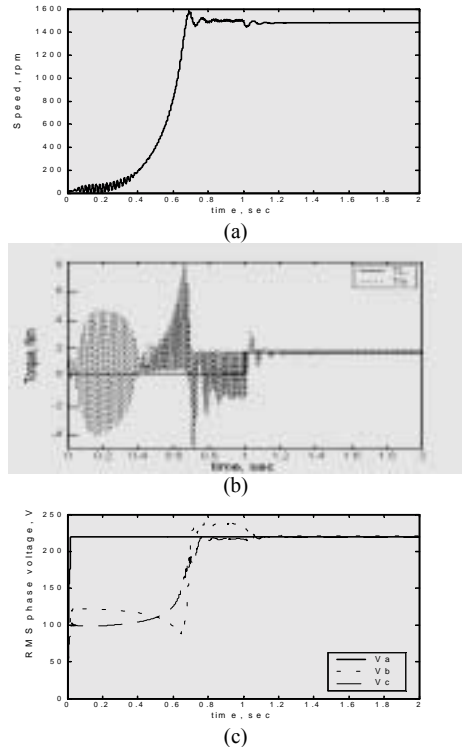 1600
1400
1200
1000
800
600
400
200
0
Speed, rpm
0 0.2 0.4 0.6 0.8 1 1.2 1.4 1.6 1.8 2
time, sec
(a)
time, sec
(b)
250
200
150
100
50
0
RMS phase voltage, V
Va
Vb
Vc
0 0.2 0.4 0.6 0.8 1 1.2 1.4 1.6 1.8 2
time, sec
(c)